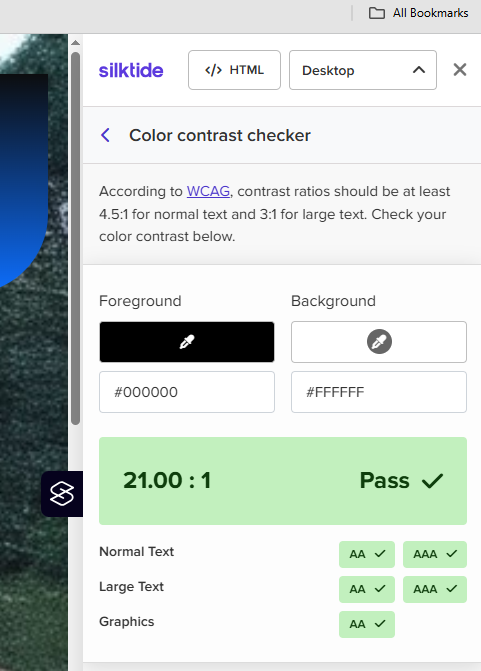 All Bookmarks
silktide
</> HTML
Desktop
Color contrast checker
According to WCAG, contrast ratios should be at least
4.5:1 for normal text and 3:1 for large text. Check your
color contrast below.
Foreground
Background
#000000
#FFFFFF
21.00 : 1
Pass
Normal Text
AA
AAA
Large Text
AA
AAA
Graphics
AA